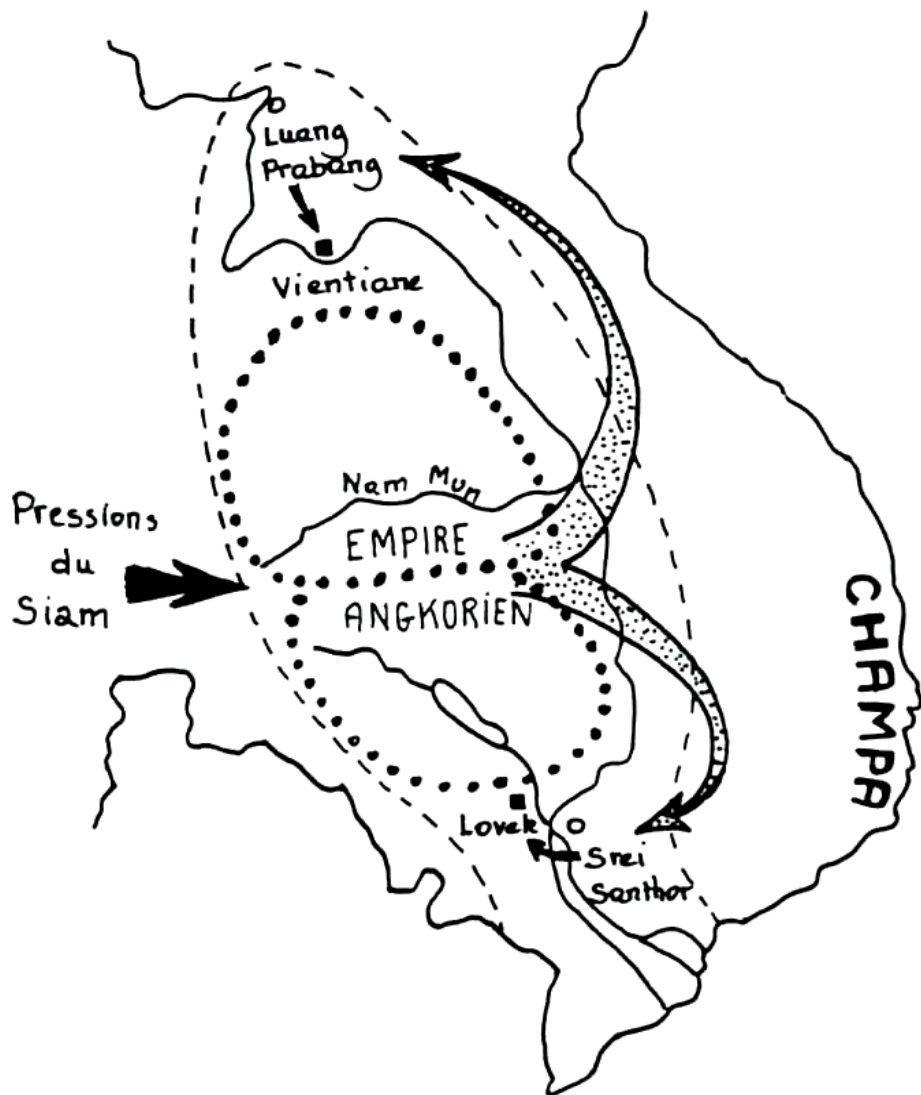 Luang
Prabang
Vientiane
Nam Mun
Pressions
du
Siam
EMPIRE
ANGKORIEN
CHAMPA
Lovek
Srei
Santhor